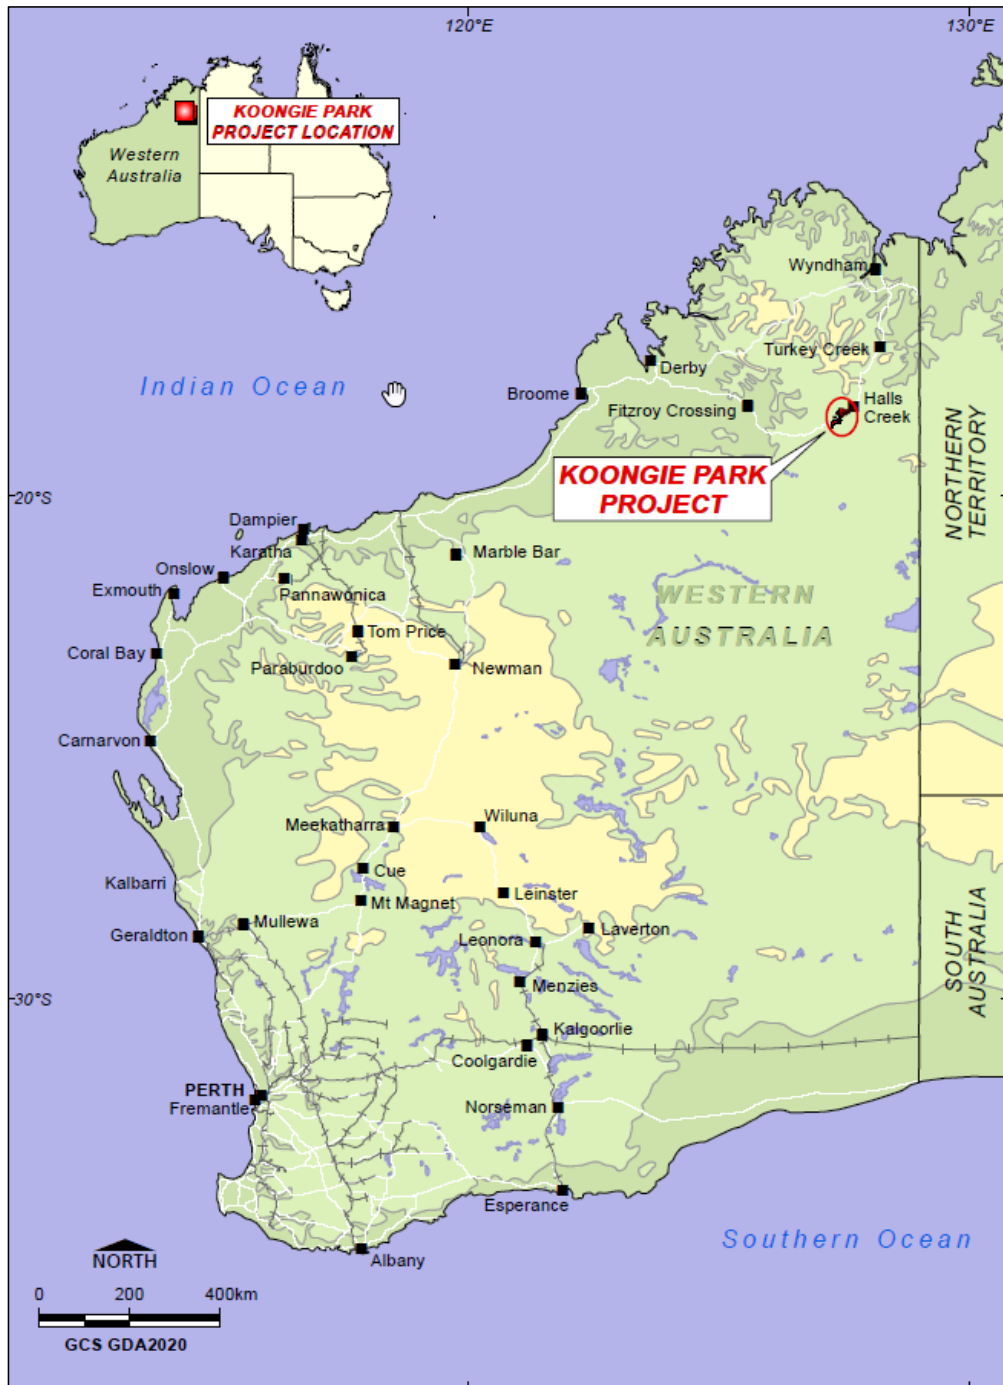 120°E
130°E
KOONGIE PARK
PROJECT LOCATION
Western
Australia
Wyndham
Turkey Creek
Indian Ocean
Derby
Broome
Fitzroy Crossing
Halls
Creek
KOONGIE PARK
PROJECT
NORTHERN
TERRITORY
20°S
Dampier
Karatha
Marble Bar
Onslow
Exmouth
Pannawonica
WESTERN
AUSTRALIA
Tom Price
Coral Bay
Paraburdoo
Newman
Carnarvon
Meekatharra
Wiluna
Cue
Kalbarri
Mt Magnet
Leinster
Mullewa
Geraldton
Leonora
Laverton
SOUTH
AUSTRALIA
Menzies
30°S
Kalgoorlie
Coolgardie
PERTH
Fremantle
Norseman
Esperance
Southern Ocean
NORTH
Albany
0 200 400km
GCS GDA2020